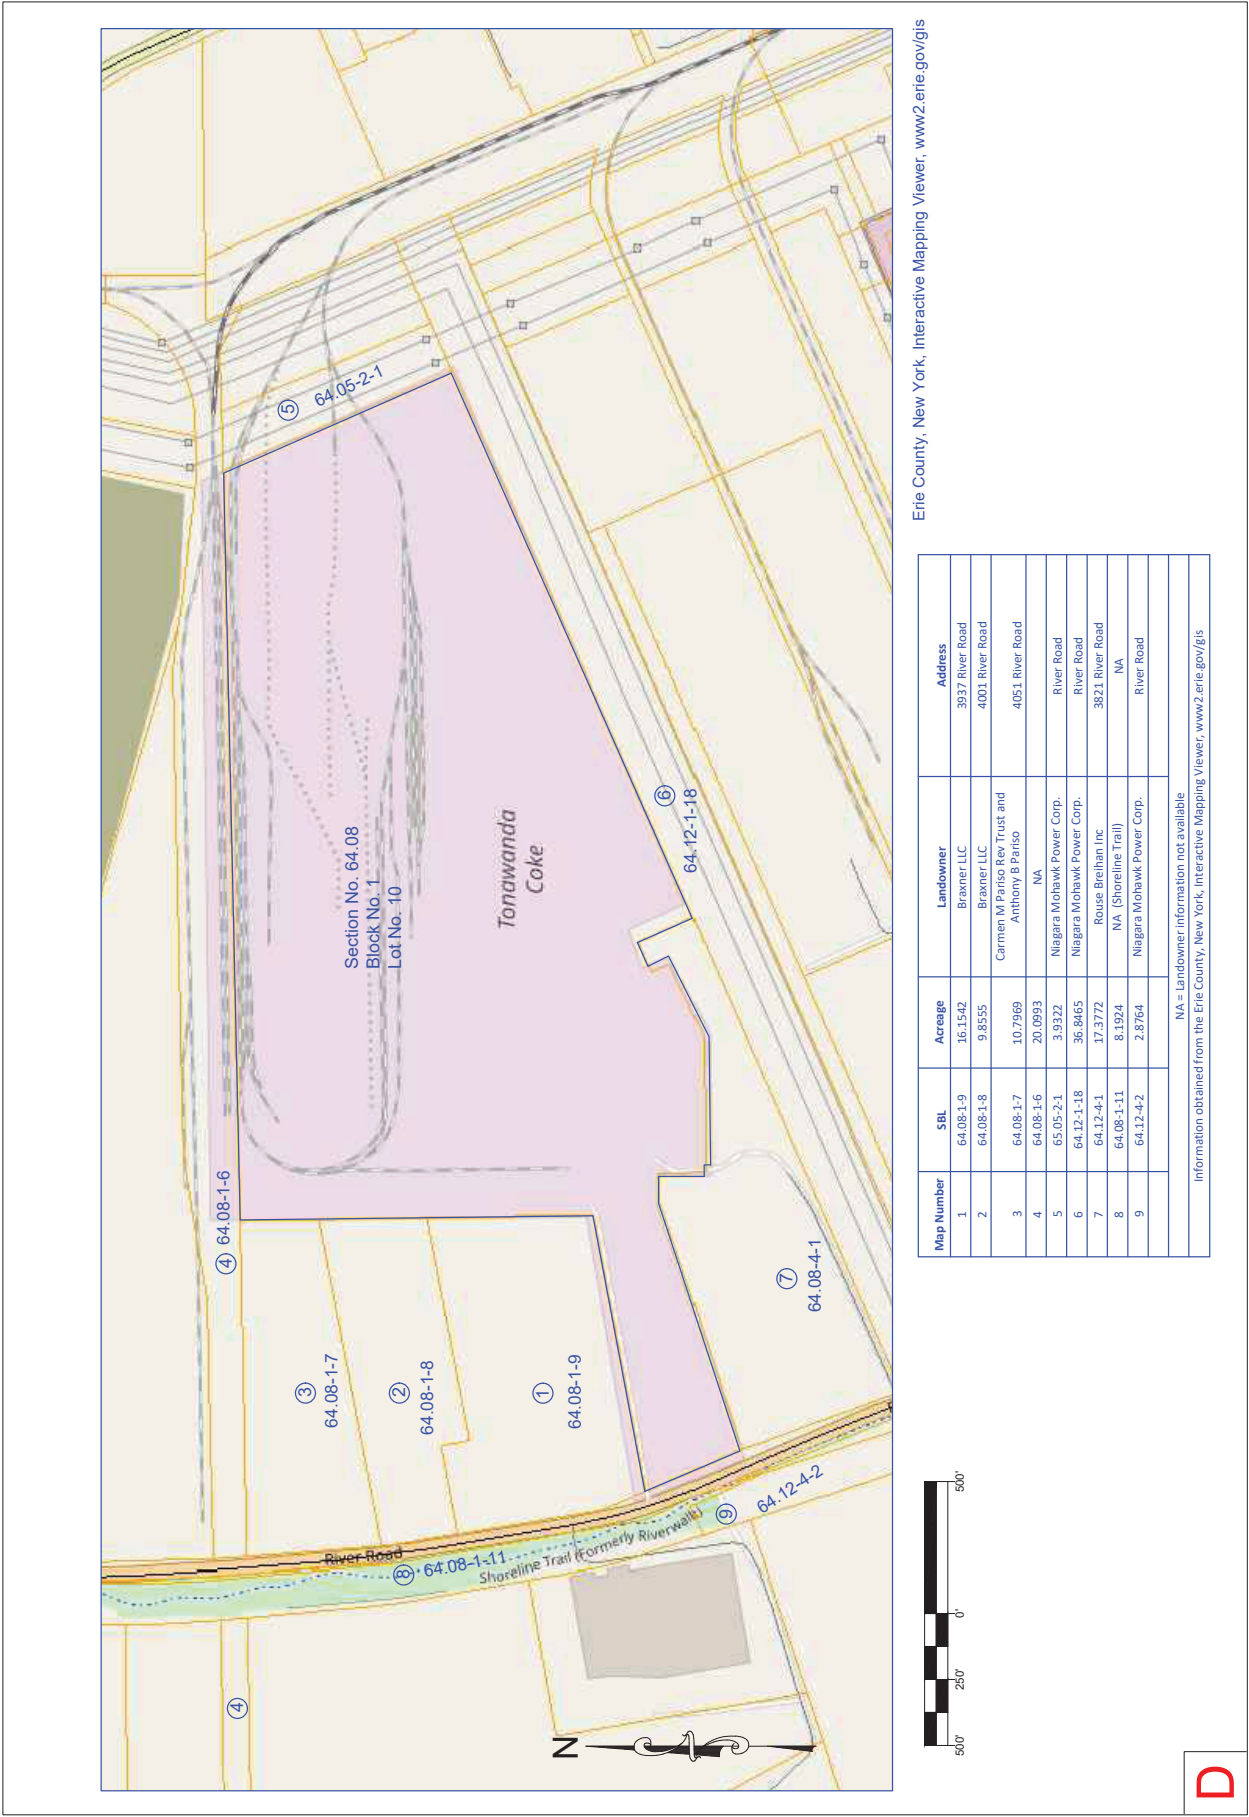 ④ 64.08-1-6
⑤ 64.05-2-1
Section No. 64.08
Block No. 1
Lot No. 10
③
64.08-1-7
②
64.08-1-8
①
64.08-1-9
Tonawanda
Coke
⑥
64.12-1-18
⑦
64.08-4-1
River Road
⑧ 64.08-1-11
Shoreline Trail (Formerly Riverwalk)
⑨ 64.12-4-2
④
N
500' 250' 0' 500'
Erie County, New York, Interactive Mapping Viewer, www2.erie.gov/gis
Map Number SBL Acreage Landowner Address
1 64.08-1-9 16.1542 Braxner LLC 3937 River Road
2 64.08-1-8 9.8555 Braxner LLC 4001 River Road
3 64.08-1-7 10.7969 Carmen M Pariso Rev Trust and Anthony B Pariso 4051 River Road
4 64.08-1-6 20.0993 NA
5 65.05-2-1 3.9322 Niagara Mohawk Power Corp. River Road
6 64.12-1-18 36.8465 Niagara Mohawk Power Corp. River Road
7 64.12-4-1 17.3772 Rouse Breihan Inc 3821 River Road
8 64.08-1-11 8.1924 NA (Shoreline Trail) NA
9 64.12-4-2 2.8764 Niagara Mohawk Power Corp. River Road
NA = Landowner information not available
Information obtained from the Erie County, New York, Interactive Mapping Viewer, www2.erie.gov/gis
D